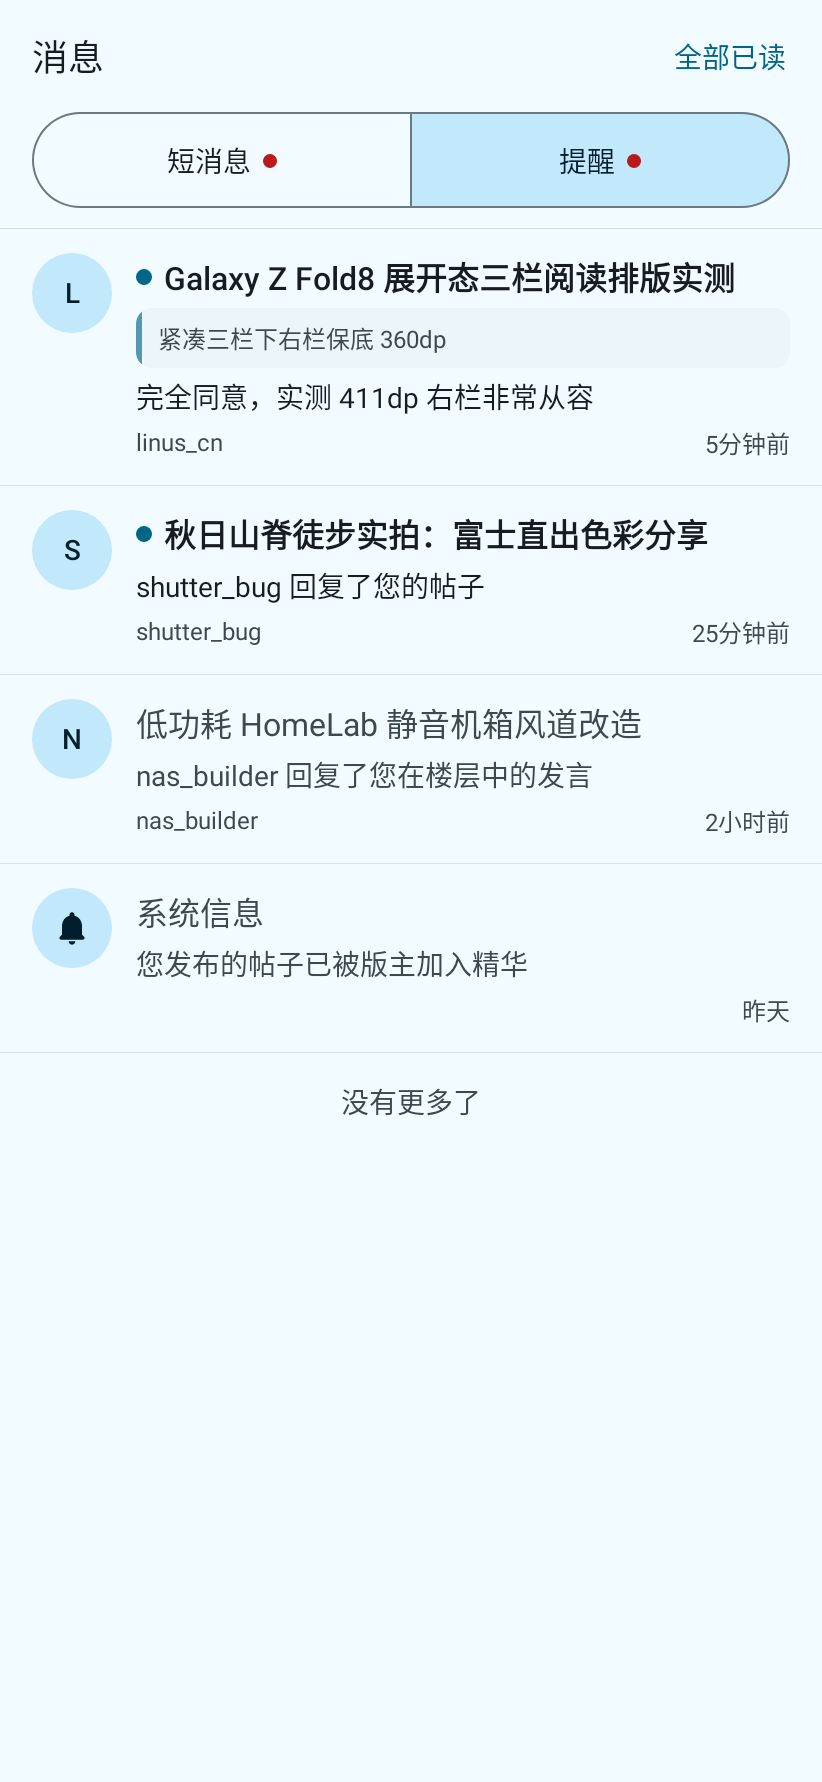 消息
全部已读
短消息
提醒
L
Galaxy Z Fold8 展开态三栏阅读排版实测
紧凑三栏下右栏保底 360dp
完全同意，实测 411dp 右栏非常从容
linus_cn
5分钟前
S
秋日山脊徒步实拍：富士直出色彩分享
shutter_bug 回复了您的帖子
shutter_bug
25分钟前
N
低功耗 HomeLab 静音机箱风道改造
nas_builder 回复了您在楼层中的发言
nas_builder
2小时前
系统信息
您发布的帖子已被版主加入精华
昨天
没有更多了